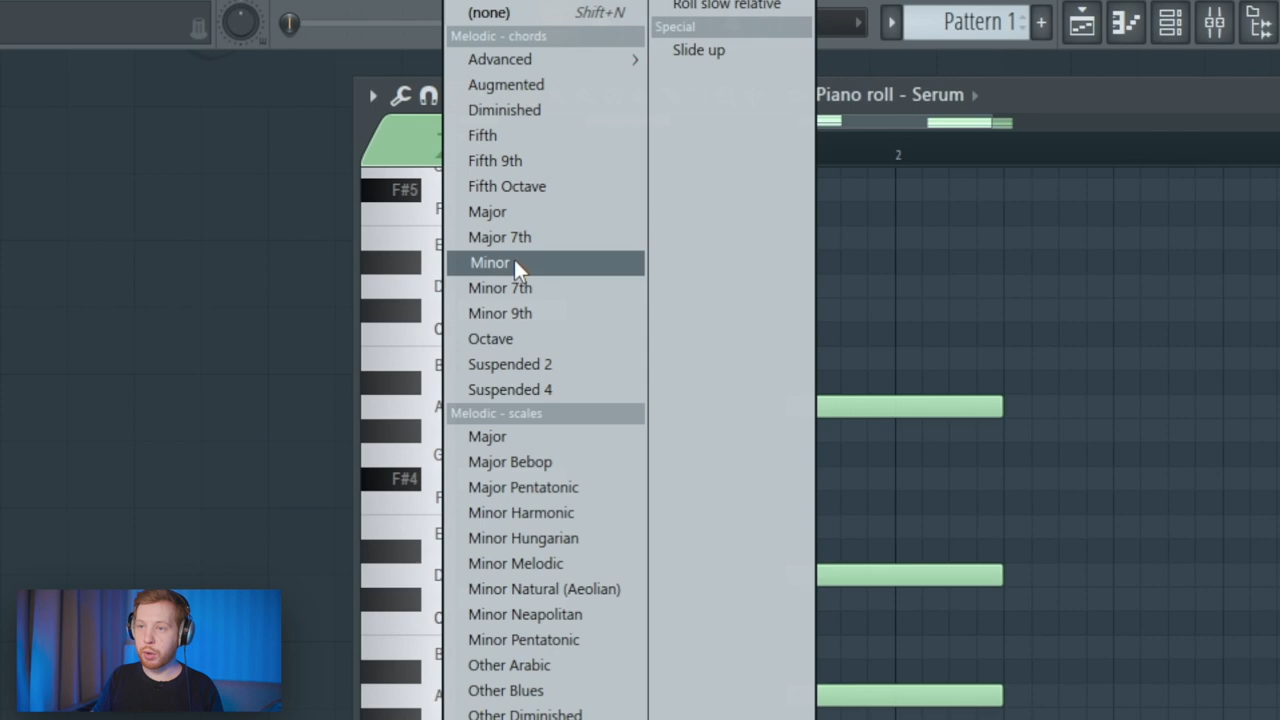 (none) Shift+N
Melodic - chords
Advanced
Augmented
Diminished
Fifth
Fifth 9th
Fifth Octave
Major
Major 7th
Minor
Minor 7th
Minor 9th
Octave
Suspended 2
Suspended 4
Melodic - scales
Major
Major Bebop
Major Pentatonic
Minor Harmonic
Minor Hungarian
Minor Melodic
Minor Natural (Aeolian)
Minor Neapolitan
Minor Pentatonic
Other Arabic
Other Blues
Other Diminished
Roll slow relative
Special
Slide up
Pattern 1
Piano roll - Serum
2
F#5
F#4